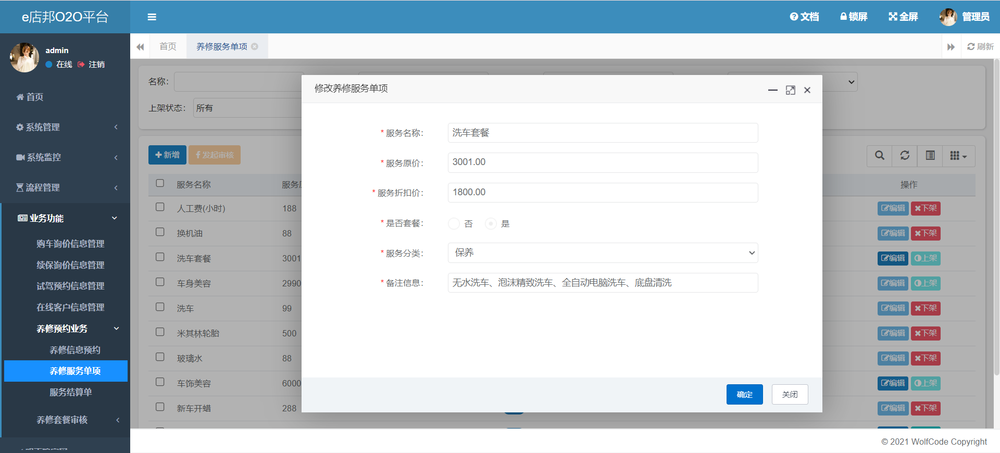 e店邦O2O平台
文档 锁屏 全屏 管理员
admin
在线 注销
首页 养修服务单项 刷新
首页
系统管理
系统监控
流程管理
业务功能
购车询价信息管理
续保询价信息管理
试驾预约信息管理
在线客户信息管理
养修预约业务
养修信息预约
养修服务单项
服务结算单
养修套餐审核
名称：
上架状态： 所有
新增 发起审核
服务名称 操作
人工费(小时) 188 编辑 下架
换机油 88 编辑 下架
洗车套餐 3001 编辑 上架
车身美容 2990 编辑 上架
洗车 99 编辑 下架
米其林轮胎 500 编辑 下架
玻璃水 88 编辑 下架
车饰美容 6000 编辑 上架
新车开蜡 288 编辑 下架
修改养修服务单项
* 服务名称： 洗车套餐
* 服务原价： 3001.00
* 服务折扣价： 1800.00
* 是否套餐： 否 是
* 服务分类： 保养
* 备注信息： 无水洗车、泡沫精致洗车、全自动电脑洗车、底盘清洗
确定 关闭
© 2021 WolfCode Copyright